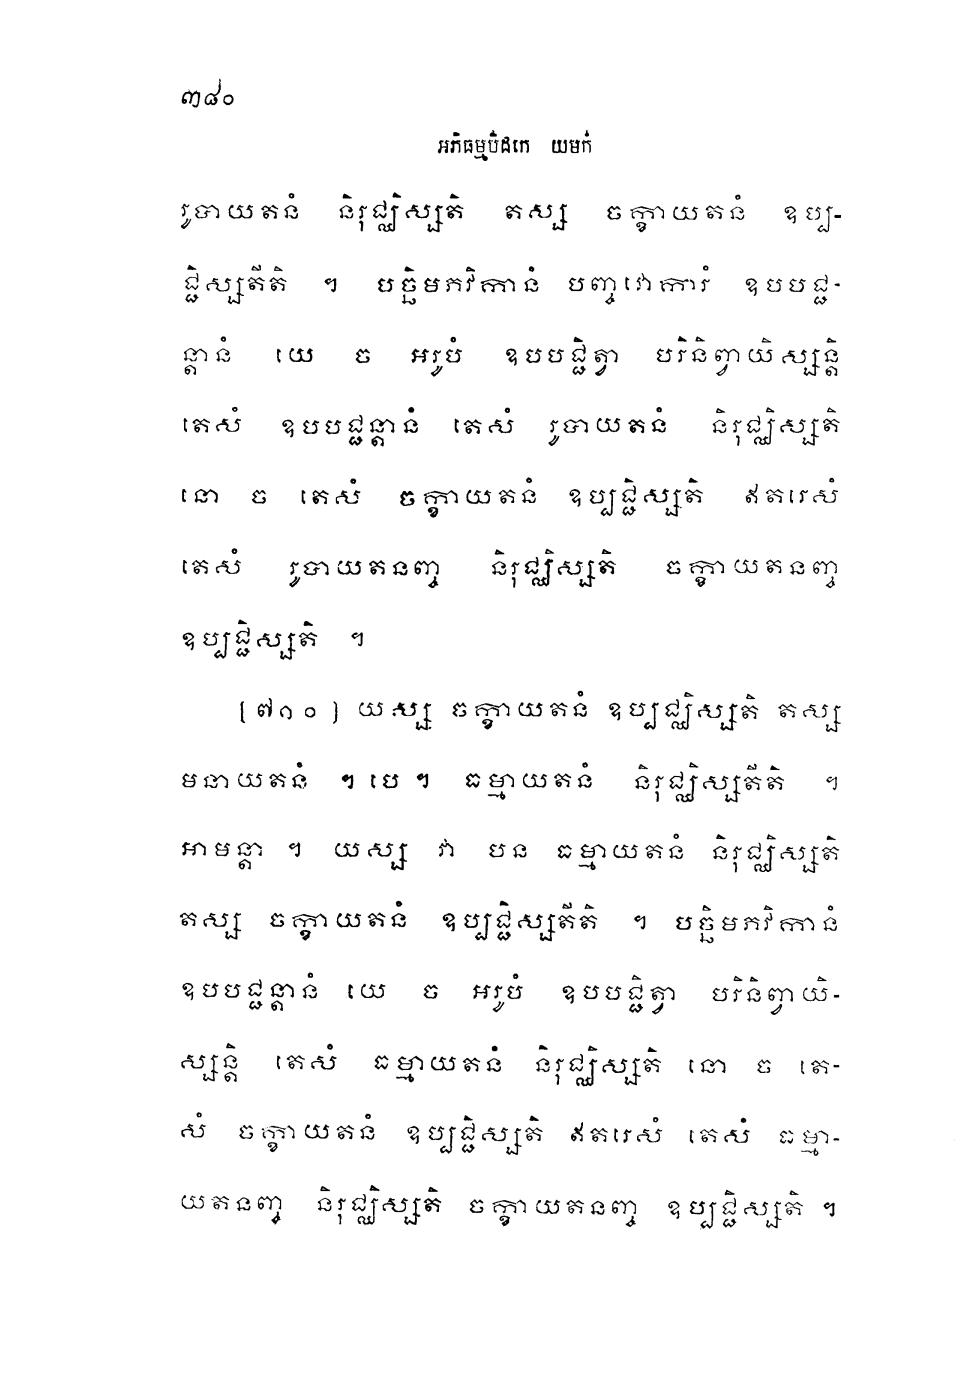 ៣៨០
អភិធម្មបិដកេ យមកំ
រូបាយតនំ និរុជ្ឈិស្សតិ តស្ស ចក្ខាយតនំ ឧប្ប-
ជ្ជិស្សតីតិ ។ បច្ឆិមភវិកានំ បញ្ចវោការំ ឧបបជ្ជ-
ន្តានំ យេ ច អរូបំ ឧបបជ្ជិត្វា បរិនិព្វាយិស្សន្តិ
តេសំ ឧបបជ្ជន្តានំ តេសំ រូបាយតនំ និរុជ្ឈិស្សតិ
នោ ច តេសំ ចក្ខាយតនំ ឧប្បជ្ជិស្សតិ ឥតរេសំ
តេសំ រូបាយតនញ្ច និរុជ្ឈិស្សតិ ចក្ខាយតនញ្ច
ឧប្បជ្ជិស្សតិ ។
(៧១០) យស្ស ចក្ខាយតនំ ឧប្បជ្ឈិស្សតិ តស្ស
មនាយតនំ ។ បេ ។ ធម្មាយតនំ និរុជ្ឈិស្សតីតិ ។
អាមន្តា ។ យស្ស វា បន ធម្មាយតនំ និរុជ្ឈិស្សតិ
តស្ស ចក្ខាយតនំ ឧប្បជ្ជិស្សតីតិ ។ បច្ឆិមភវិកានំ
ឧបបជ្ជន្តានំ យេ ច អរូបំ ឧបបជ្ជិត្វា បរិនិព្វាយិ-
ស្សន្តិ តេសំ ធម្មាយតនំ និរុជ្ឈិស្សតិ នោ ច តេ-
សំ ចក្ខាយតនំ ឧប្បជ្ជិស្សតិ ឥតរេសំ តេសំ ធម្មា-
យតនញ្ច និរុជ្ឈិស្សតិ ចក្ខាយតនញ្ច ឧប្បជ្ជិស្សតិ ។